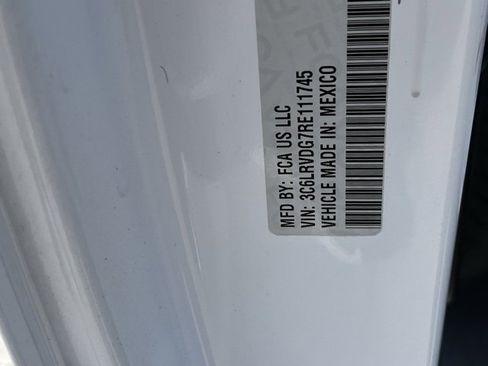 MFD BY: FCA US LLC
VIN: 3C6LRVDG7RE111745
VEHICLE MADE IN: MEXICO